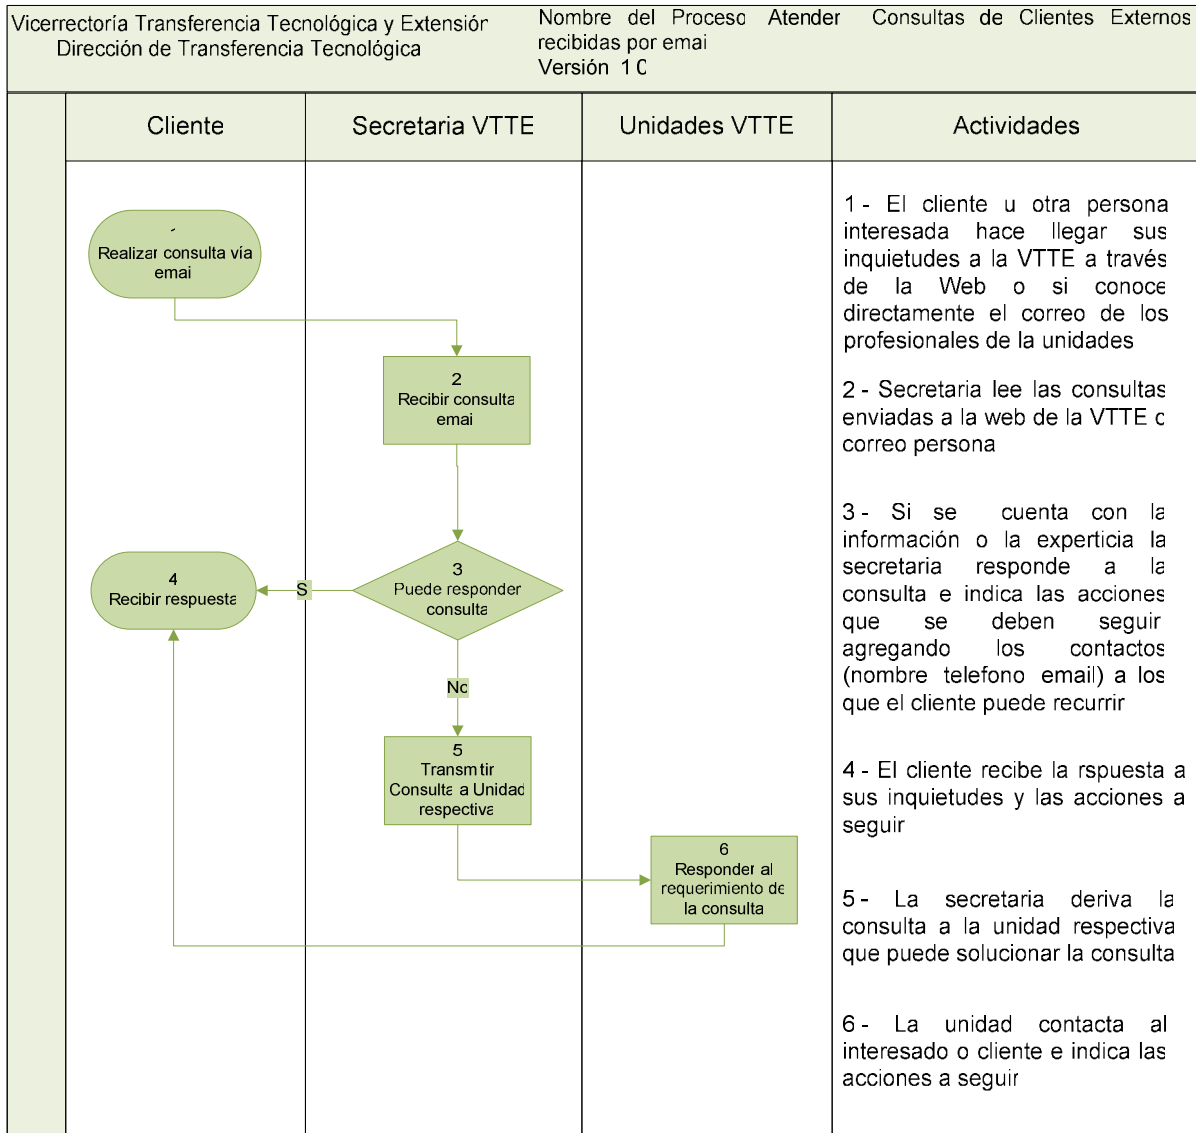 Vicerrectoría Transferencia Tecnológica y Extensión
Dirección de Transferencia Tecnológica
Nombre del Proceso Atender Consultas de Clientes Externos
recibidas por emai
Versión 1 0
Cliente
Secretaria VTTE
Unidades VTTE
Actividades
Realizar consulta vía
emai
2
Recibir consulta
emai
3
Puede responder
consulta
S
No
4
Recibir respuesta
5
Transm tir
Consulta a Unidad
respectiva
6
Responder al
requerimiento de
la consulta
1 - El cliente u otra persona
interesada hace llegar sus
inquietudes a la VTTE a través
de la Web o si conoce
directamente el correo de los
profesionales de la unidades
2 - Secretaria lee las consultas
enviadas a la web de la VTTE o
correo persona
3 - Si se cuenta con la
información o la experticia la
secretaria responde a la
consulta e indica las acciones
que se deben seguir
agregando los contactos
(nombre telefono email) a los
que el cliente puede recurrir
4 - El cliente recibe la rspuesta a
sus inquietudes y las acciones a
seguir
5 - La secretaria deriva la
consulta a la unidad respectiva
que puede solucionar la consulta
6 - La unidad contacta al
interesado o cliente e indica las
acciones a seguir